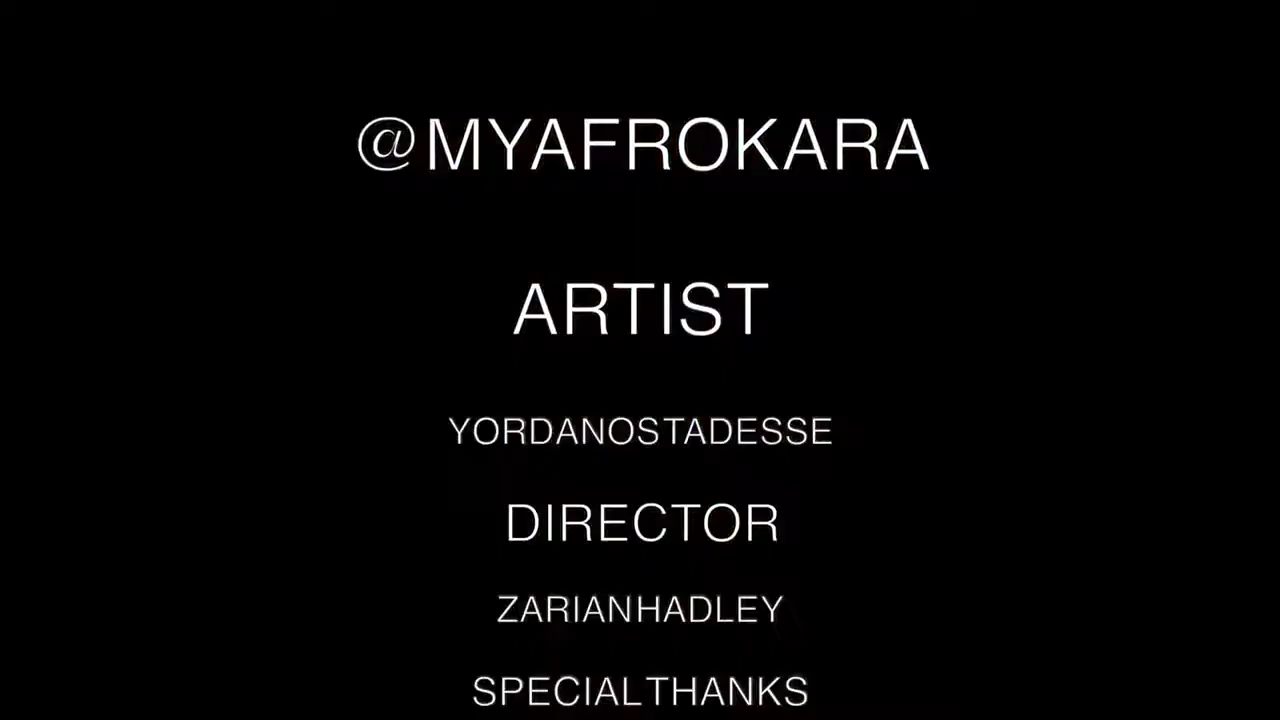 @MYAFROKARA
ARTIST
YORDANOSTADESSE
DIRECTOR
ZARIANHADLEY
SPECIALTHANKS